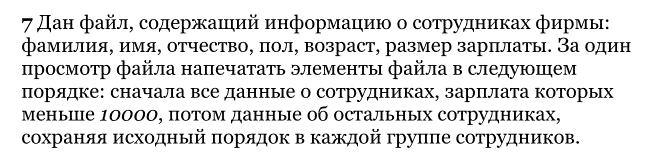 7 Дан файл, содержащий информацию о сотрудниках фирмы:
фамилия, имя, отчество, пол, возраст, размер зарплаты. За один
просмотр файла напечатать элементы файла в следующем
порядке: сначала все данные о сотрудниках, зарплата которых
меньше 10000, потом данные об остальных сотрудниках,
сохраняя исходный порядок в каждой группе сотрудников.